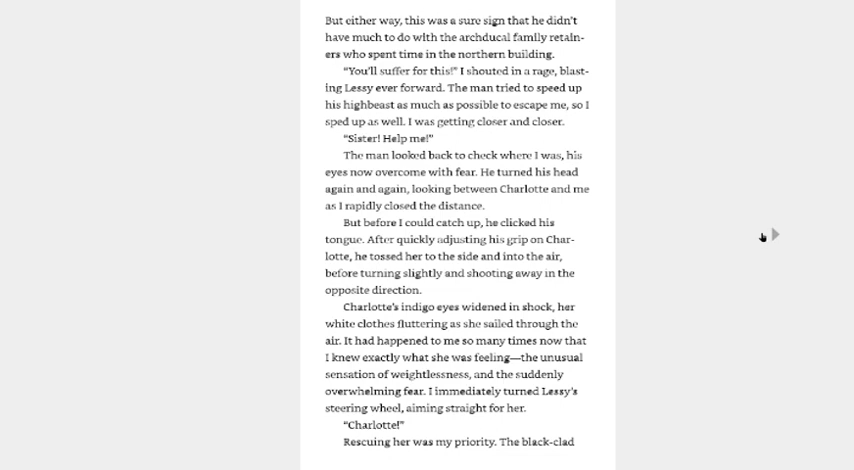 But either way, this was a sure sign that he didn't
have much to do with the archducal family retain-
ers who spent time in the northern building.
"You'll suffer for this!" I shouted in a rage, blast-
ing Lessy ever forward. The man tried to speed up
his highbeast as much as possible to escape me, so I
sped up as well. I was getting closer and closer.
"Sister! Help me!"
The man looked back to check where I was, his
eyes now overcome with fear. He turned his head
again and again, looking between Charlotte and me
as I rapidly closed the distance.
But before I could catch up, he clicked his
tongue. After quickly adjusting his grip on Char-
lotte, he tossed her to the side and into the air,
before turning slightly and shooting away in the
opposite direction.
Charlotte's indigo eyes widened in shock, her
white clothes fluttering as she sailed through the
air. It had happened to me so many times now that
I knew exactly what she was feeling—the unusual
sensation of weightlessness, and the suddenly
overwhelming fear. I immediately turned Lessy's
steering wheel, aiming straight for her.
"Charlotte!"
Rescuing her was my priority. The black-clad